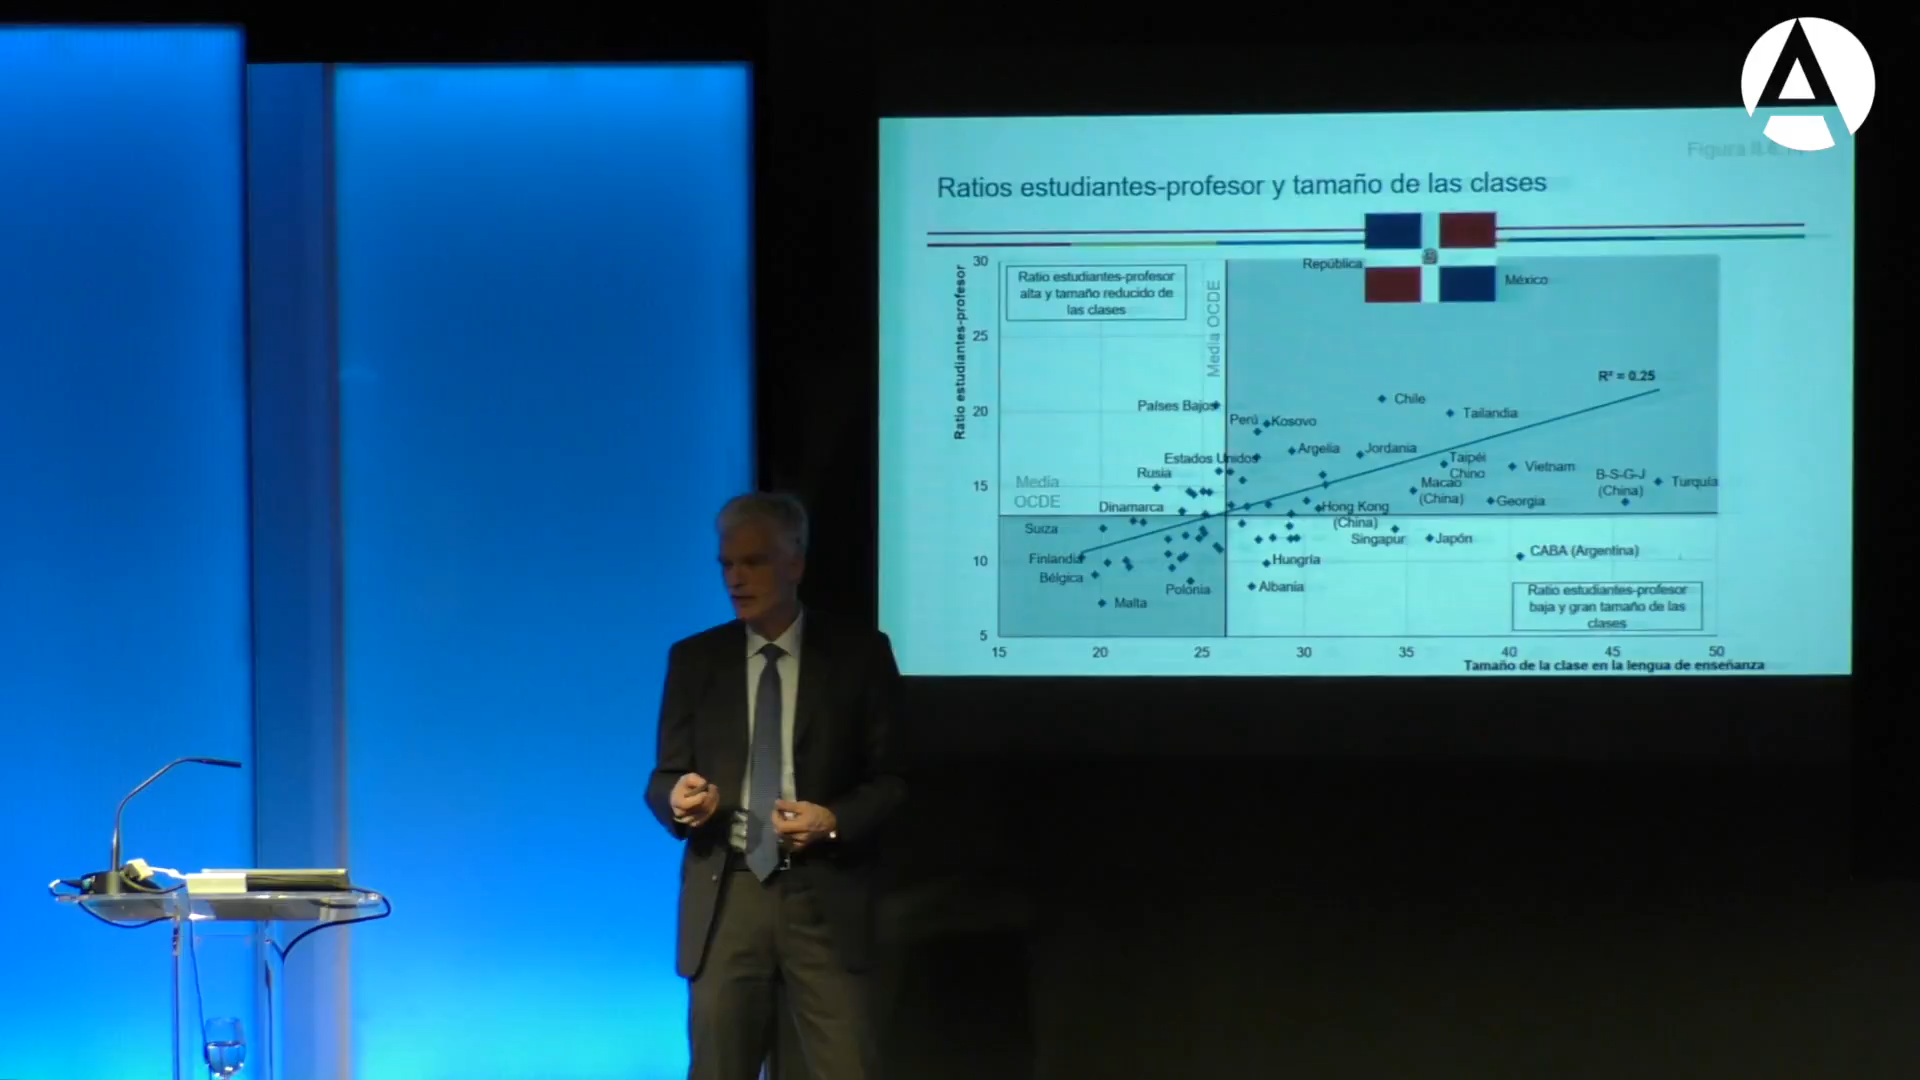 Ratios estudiantes-profesor y tamaño de las clases
República
México
Ratio estudiantes-profesor
30
25
20
15
10
5
Ratio estudiantes-profesor
alta y tamaño reducido de
las clases
Media OCDE
R² = 0.25
Países Bajos
Chile
Tailandia
Perú
Kosovo
Argelia
Jordania
Estados Unidos
Rusia
Taipéi
Chino
Vietnam
B-S-G-J
(China)
Turquía
Media
OCDE
Macao
(China)
Georgia
Dinamarca
Hong Kong
(China)
Suiza
Singapur
Japón
CABA (Argentina)
Finlandia
Hungría
Bélgica
Polonia
Albania
Malta
Ratio estudiantes-profesor
baja y gran tamaño de las
clases
15 20 25 30 35 40 45 50
Tamaño de la clase en la lengua de enseñanza